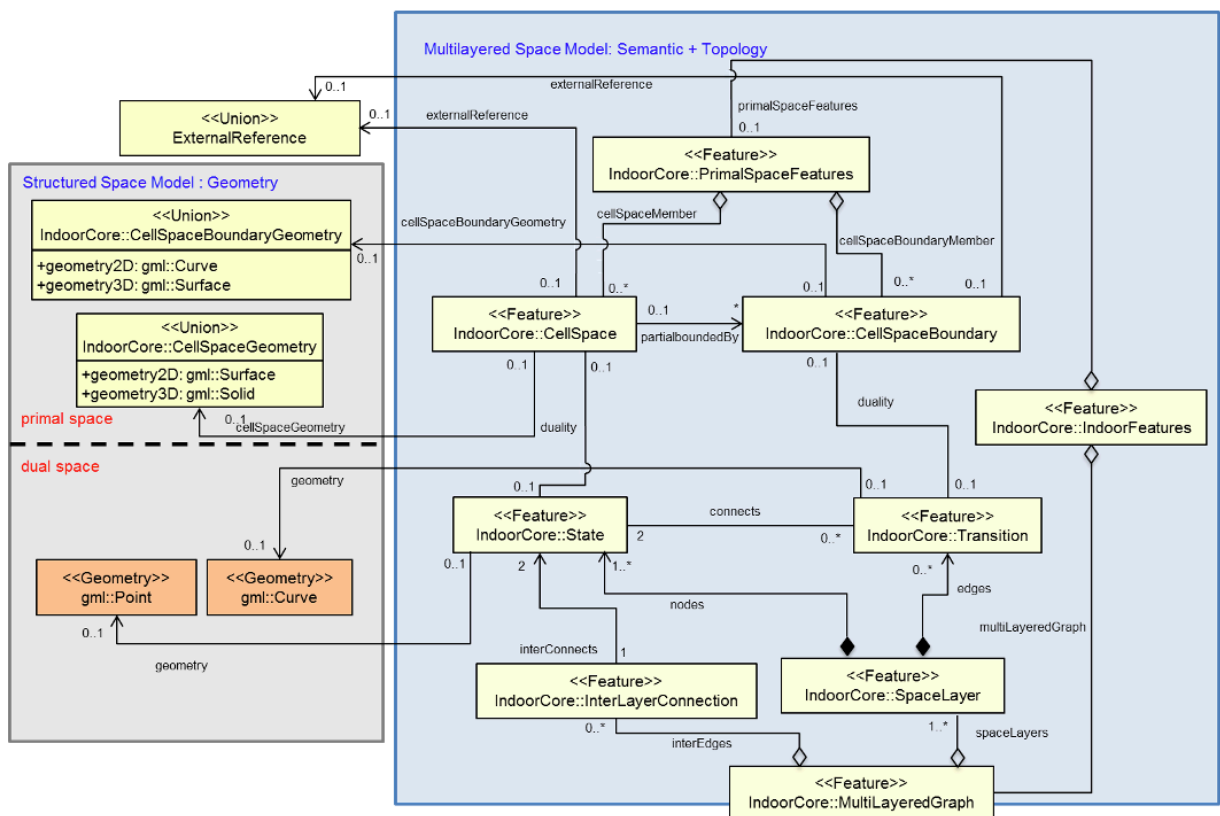 Multilayered Space Model: Semantic + Topology
0..1
externalReference
<<Union>>
ExternalReference
0..1
externalReference
primalSpaceFeatures
0..1
<<Feature>>
IndoorCore::PrimalSpaceFeatures
Structured Space Model : Geometry
<<Union>>
IndoorCore::CellSpaceBoundaryGeometry
+geometry2D: gml::Curve
+geometry3D: gml::Surface
cellSpaceBoundaryGeometry
0..1
cellSpaceMember
cellSpaceBoundaryMember
0..1
0..*
0..1
0..*
0..1
<<Feature>>
IndoorCore::CellSpace
0..1
*
partialboundedBy
<<Feature>>
IndoorCore::CellSpaceBoundary
<<Union>>
IndoorCore::CellSpaceGeometry
+geometry2D: gml::Surface
+geometry3D: gml::Solid
0..1
0..1
0..1
primal space
0..1
cellSpaceGeometry
duality
duality
<<Feature>>
IndoorCore::IndoorFeatures
dual space
geometry
0..1
0..1
0..1
<<Feature>>
IndoorCore::State
connects
2
0..*
<<Feature>>
IndoorCore::Transition
0..1
0..1
2
1..*
0..*
<<Geometry>>
gml::Point
<<Geometry>>
gml::Curve
nodes
edges
multiLayeredGraph
0..1
geometry
interConnects
1
<<Feature>>
IndoorCore::InterLayerConnection
<<Feature>>
IndoorCore::SpaceLayer
0..*
interEdges
1..*
spaceLayers
<<Feature>>
IndoorCore::MultiLayeredGraph